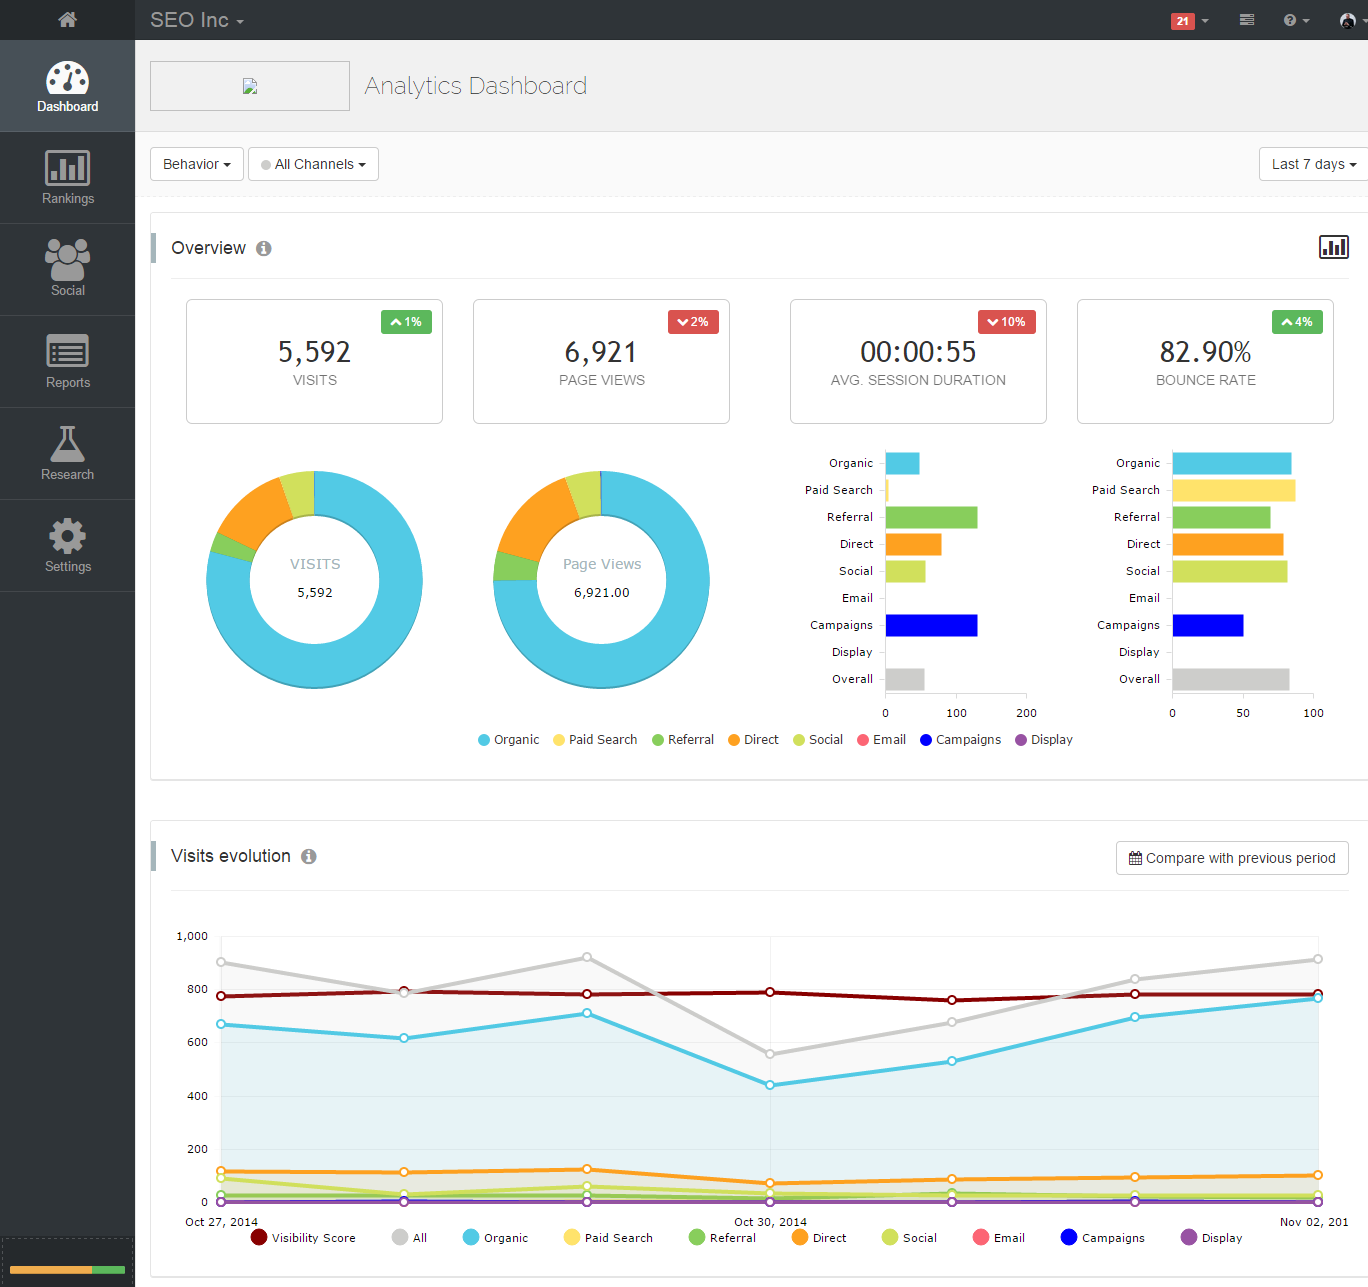 SEO Inc
21
Dashboard
Rankings
Social
Reports
Research
Settings
Analytics Dashboard
Behavior
All Channels
Last 7 days
Overview
1%
5,592
VISITS
2%
6,921
PAGE VIEWS
10%
00:00:55
AVG. SESSION DURATION
4%
82.90%
BOUNCE RATE
VISITS
5,592
Page Views
6,921.00
Organic
Paid Search
Referral
Direct
Social
Email
Campaigns
Display
Overall
0 100 200
Organic
Paid Search
Referral
Direct
Social
Email
Campaigns
Display
Overall
0 50 100
Organic Paid Search Referral Direct Social Email Campaigns Display
Visits evolution
Compare with previous period
1,000
800
600
400
200
0
Oct 27, 2014 Oct 30, 2014 Nov 02, 201
Visibility Score All Organic Paid Search Referral Direct Social Email Campaigns Display